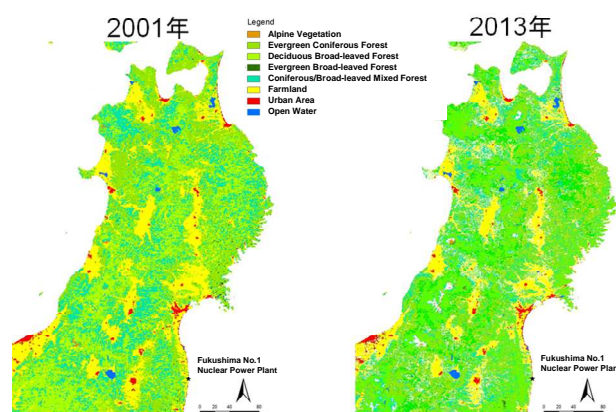 2001年
Legend
Alpine Vegetation
Evergreen Coniferous Forest
Deciduous Broad-leaved Forest
Evergreen Broad-leaved Forest
Coniferous/Broad-leaved Mixed Forest
Farmland
Urban Area
Open Water
2013年
Fukushima No.1
Nuclear Power Plant
Fukushima No.1
Nuclear Power Plant